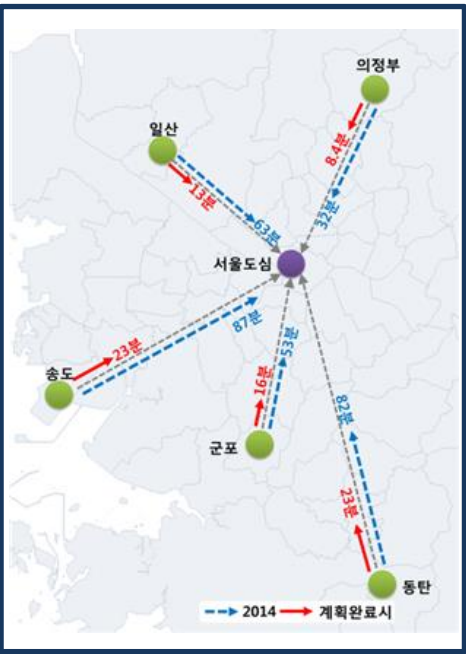 의정부
일산
8.4분
32분
13분
63분
서울도심
87분
23분
송도
16분
53분
군포
82분
23분
동탄
2014 계획완료시